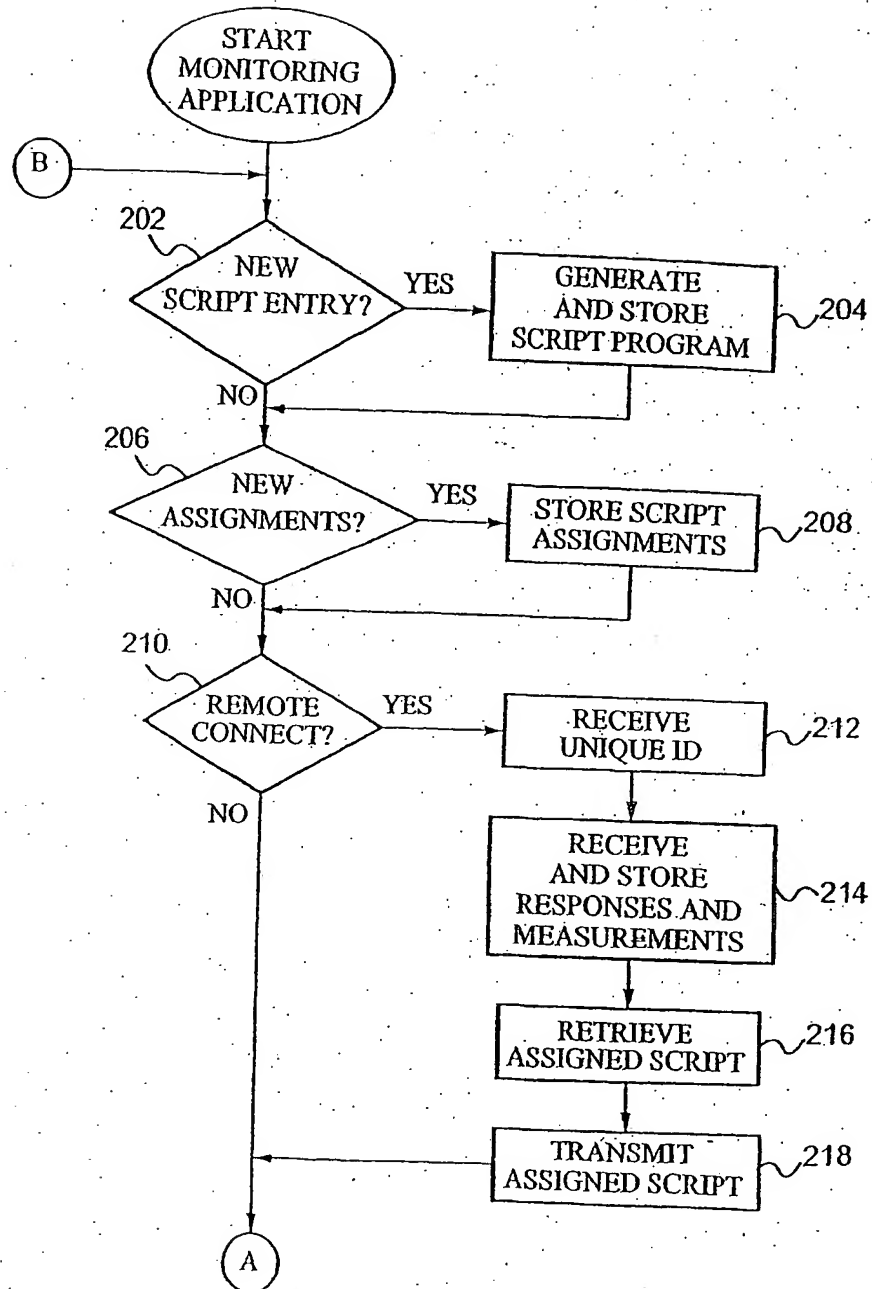 START
MONITORING
APPLICATION
B
202
NEW
SCRIPT ENTRY?
YES
GENERATE
AND STORE
SCRIPT PROGRAM
204
NO
206
NEW
ASSIGNMENTS?
YES
STORE SCRIPT
ASSIGNMENTS
208
NO
210
REMOTE
CONNECT?
YES
RECEIVE
UNIQUE ID
212
NO
RECEIVE
AND STORE
RESPONSES AND
MEASUREMENTS
214
RETRIEVE
ASSIGNED SCRIPT
216
TRANSMIT
ASSIGNED SCRIPT
218
A